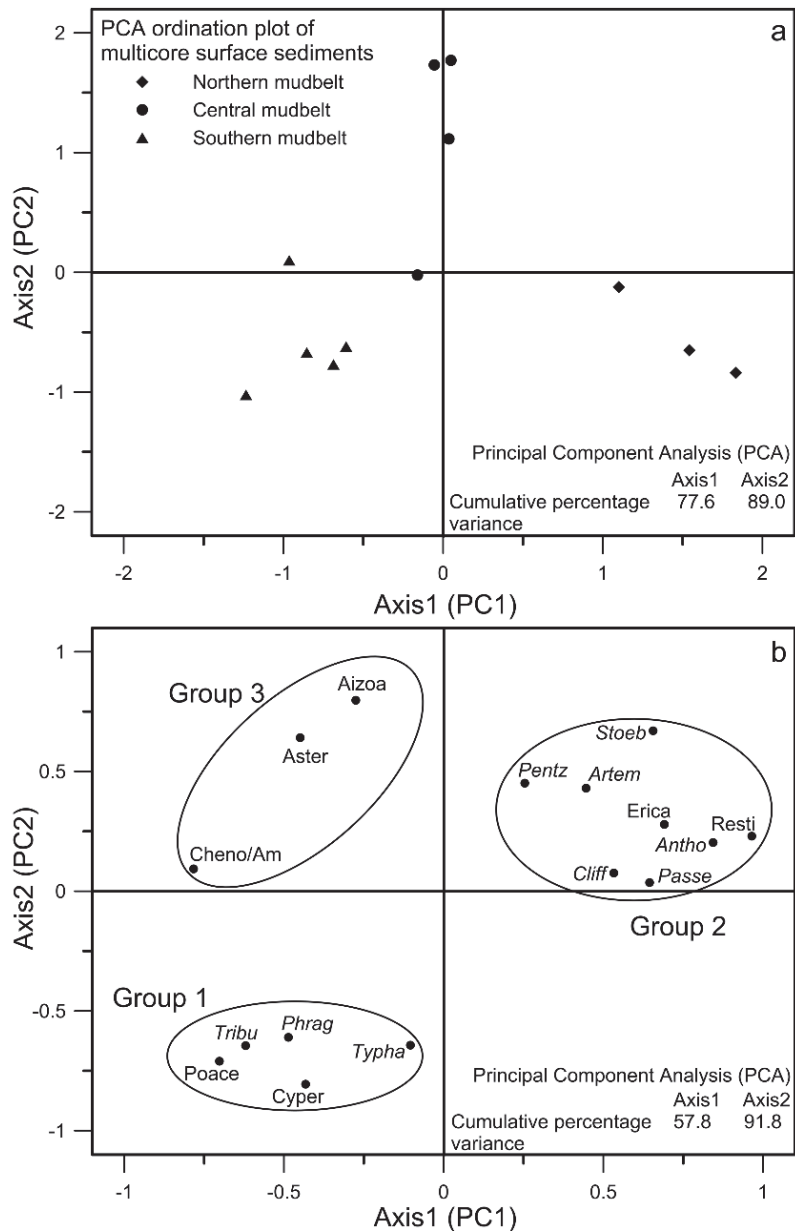 PCA ordination plot of
multicore surface sediments
Northern mudbelt
Central mudbelt
Southern mudbelt
a
2
1
0
-1
-2
Axis2 (PC2)
Principal Component Analysis (PCA)
Axis1 Axis2
Cumulative percentage 77.6 89.0
variance
-2 -1 0 1 2
Axis1 (PC1)
b
1
0.5
0
-0.5
-1
Axis2 (PC2)
Group 3
Aizoa
Aster
Cheno/Am
Stoeb
Pentz
Artem
Erica
Resti
Antho
Cliff
Passe
Group 2
Group 1
Tribu
Phrag
Typha
Poace
Cyper
Principal Component Analysis (PCA)
Axis1 Axis2
Cumulative percentage 57.8 91.8
variance
-1 -0.5 0 0.5 1
Axis1 (PC1)